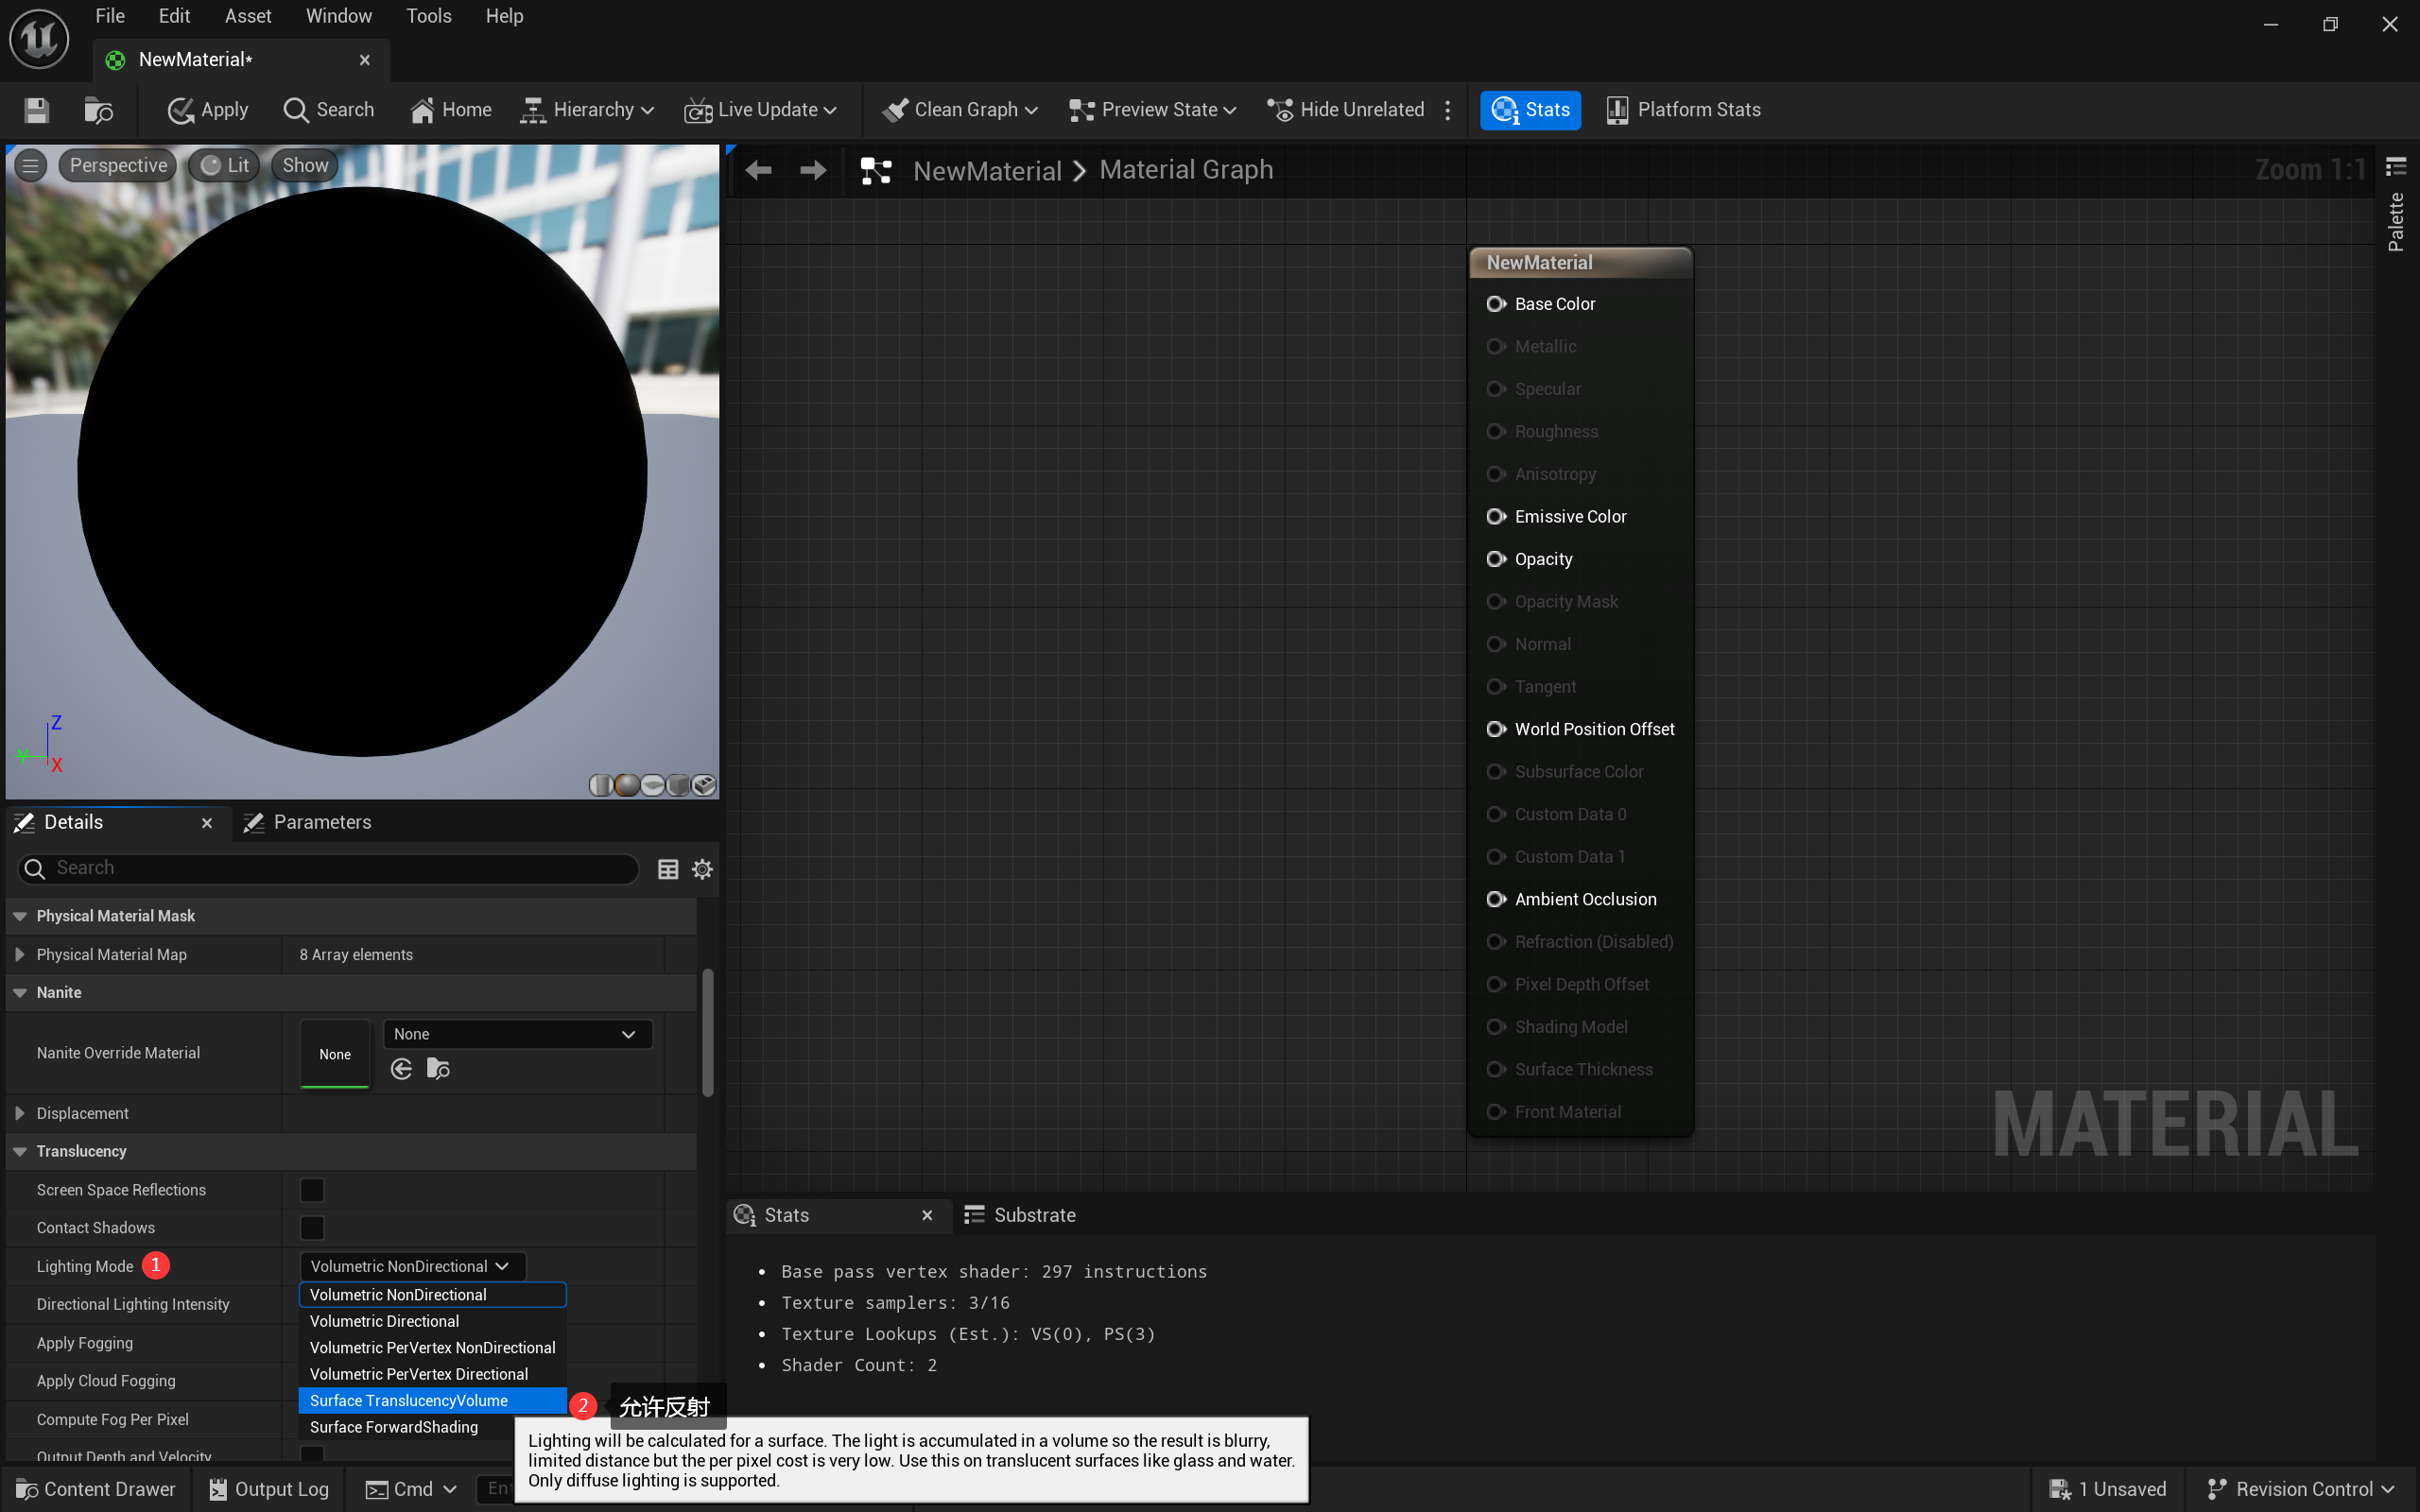 File Edit Asset Window Tools Help
NewMaterial*
Apply Search Home Hierarchy Live Update Clean Graph Preview State Hide Unrelated Stats Platform Stats
Perspective Lit Show
NewMaterial Material Graph
Zoom 1:1
Palette
NewMaterial
Base Color
Metallic
Specular
Roughness
Anisotropy
Emissive Color
Opacity
Opacity Mask
Normal
Tangent
World Position Offset
Subsurface Color
Custom Data 0
Custom Data 1
Ambient Occlusion
Refraction (Disabled)
Pixel Depth Offset
Shading Model
Surface Thickness
Front Material
MATERIAL
Z
Y
X
Details Parameters
Search
Physical Material Mask
Physical Material Map 8 Array elements
Nanite
Nanite Override Material None None
Displacement
Translucency
Screen Space Reflections
Contact Shadows
Lighting Mode 1 Volumetric NonDirectional
Directional Lighting Intensity
Apply Fogging
Apply Cloud Fogging
Compute Fog Per Pixel
Output Depth and Velocity
Volumetric NonDirectional
Volumetric Directional
Volumetric PerVertex NonDirectional
Volumetric PerVertex Directional
Surface TranslucencyVolume 2 允许反射
Surface ForwardShading
Lighting will be calculated for a surface. The light is accumulated in a volume so the result is blurry,
limited distance but the per pixel cost is very low. Use this on translucent surfaces like glass and water.
Only diffuse lighting is supported.
Stats Substrate
• Base pass vertex shader: 297 instructions
• Texture samplers: 3/16
• Texture Lookups (Est.): VS(0), PS(3)
• Shader Count: 2
Content Drawer Output Log Cmd 1 Unsaved Revision Control